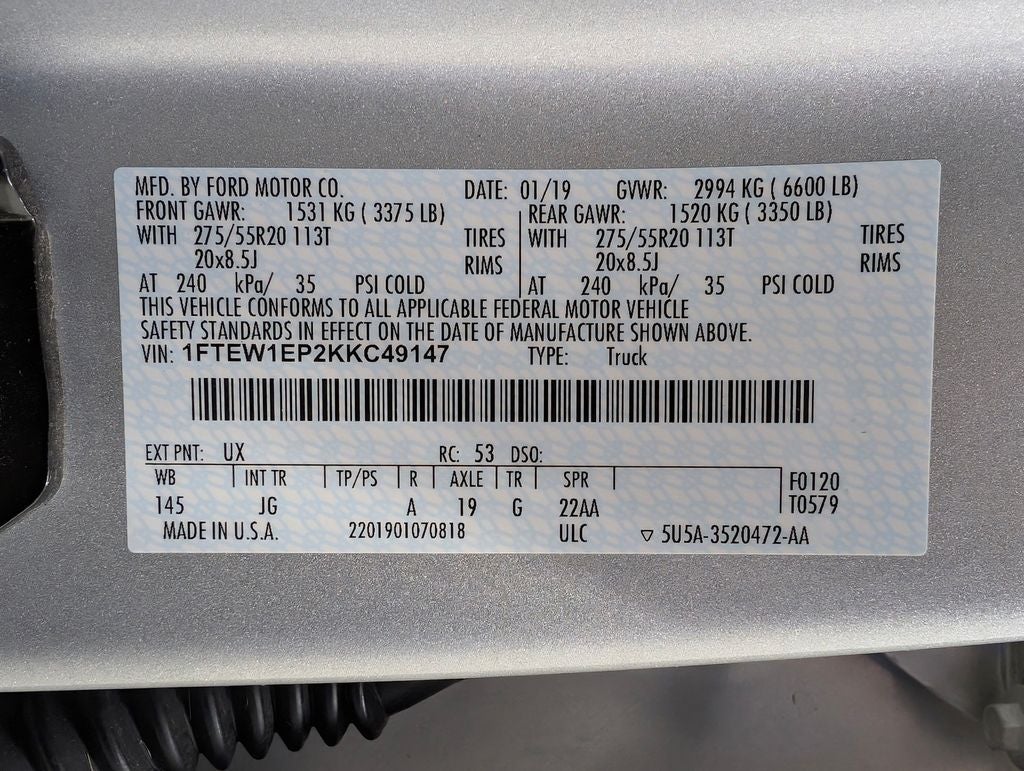 MFD. BY FORD MOTOR CO. DATE: 01/19 GVWR: 2994 KG ( 6600 LB)
FRONT GAWR: 1531 KG ( 3375 LB) REAR GAWR: 1520 KG ( 3350 LB)
WITH 275/55R20 113T TIRES WITH 275/55R20 113T TIRES
20x8.5J RIMS 20x8.5J RIMS
AT 240 kPa/ 35 PSI COLD AT 240 kPa/ 35 PSI COLD
THIS VEHICLE CONFORMS TO ALL APPLICABLE FEDERAL MOTOR VEHICLE
SAFETY STANDARDS IN EFFECT ON THE DATE OF MANUFACTURE SHOWN ABOVE.
VIN: 1FTEW1EP2KKC49147 TYPE: Truck
EXT PNT: UX RC: 53 DSO:
WB INT TR TP/PS R AXLE TR SPR F0120
145 JG A 19 G 22AA T0579
MADE IN U.S.A. 2201901070818 ULC ▽ 5U5A-3520472-AA